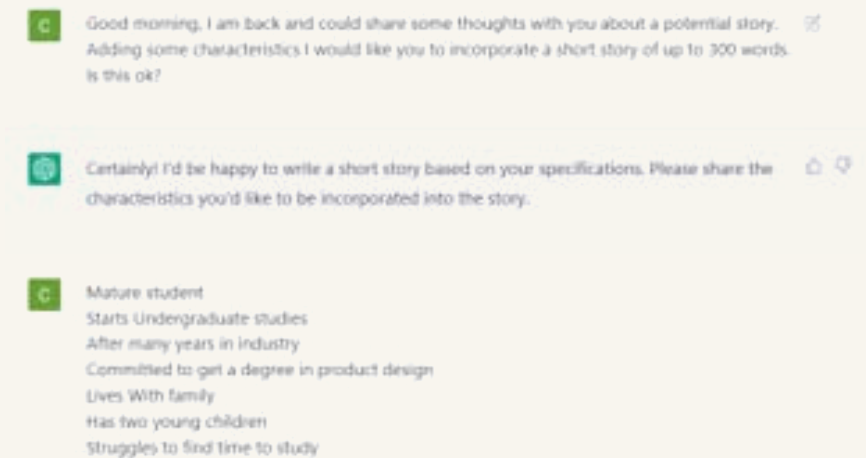 C
Good morning, I am back and could share some thoughts with you about a potential story.
Adding some characteristics I would like you to incorporate a short story of up to 300 words.
Is this ok?
Certainly! I'd be happy to write a short story based on your specifications. Please share the
characteristics you'd like to be incorporated into the story.
C
Mature student
Starts Undergraduate studies
After many years in industry
Committed to get a degree in product design
Lives With family
Has two young children
Struggles to find time to study